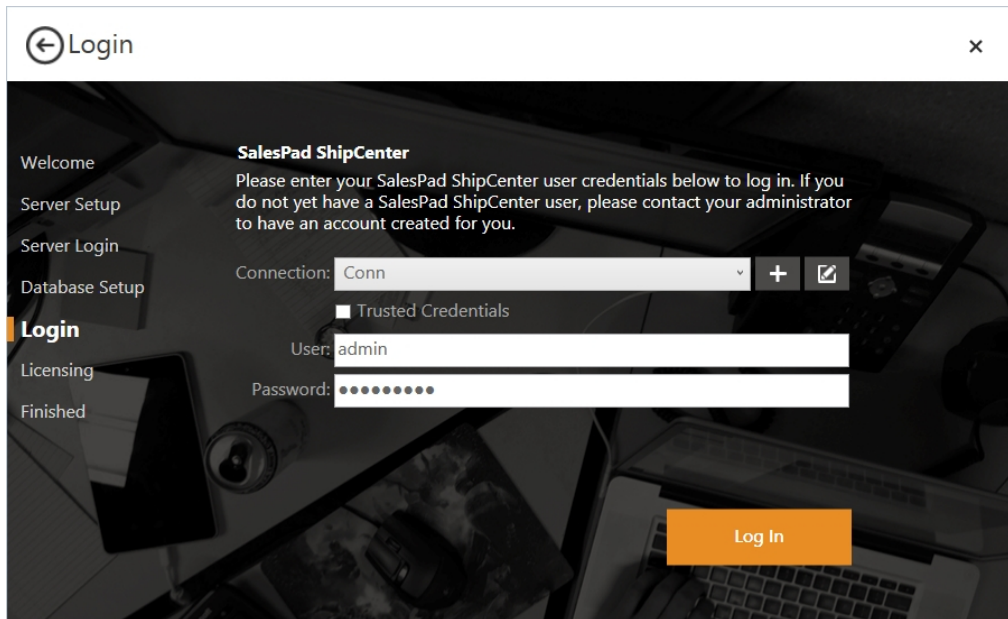 Login
Welcome
Server Setup
Server Login
Database Setup
Login
Licensing
Finished
SalesPad ShipCenter
Please enter your SalesPad ShipCenter user credentials below to log in. If you
do not yet have a SalesPad ShipCenter user, please contact your administrator
to have an account created for you.
Connection: Conn
Trusted Credentials
User: admin
Password: •••••••••
Log In